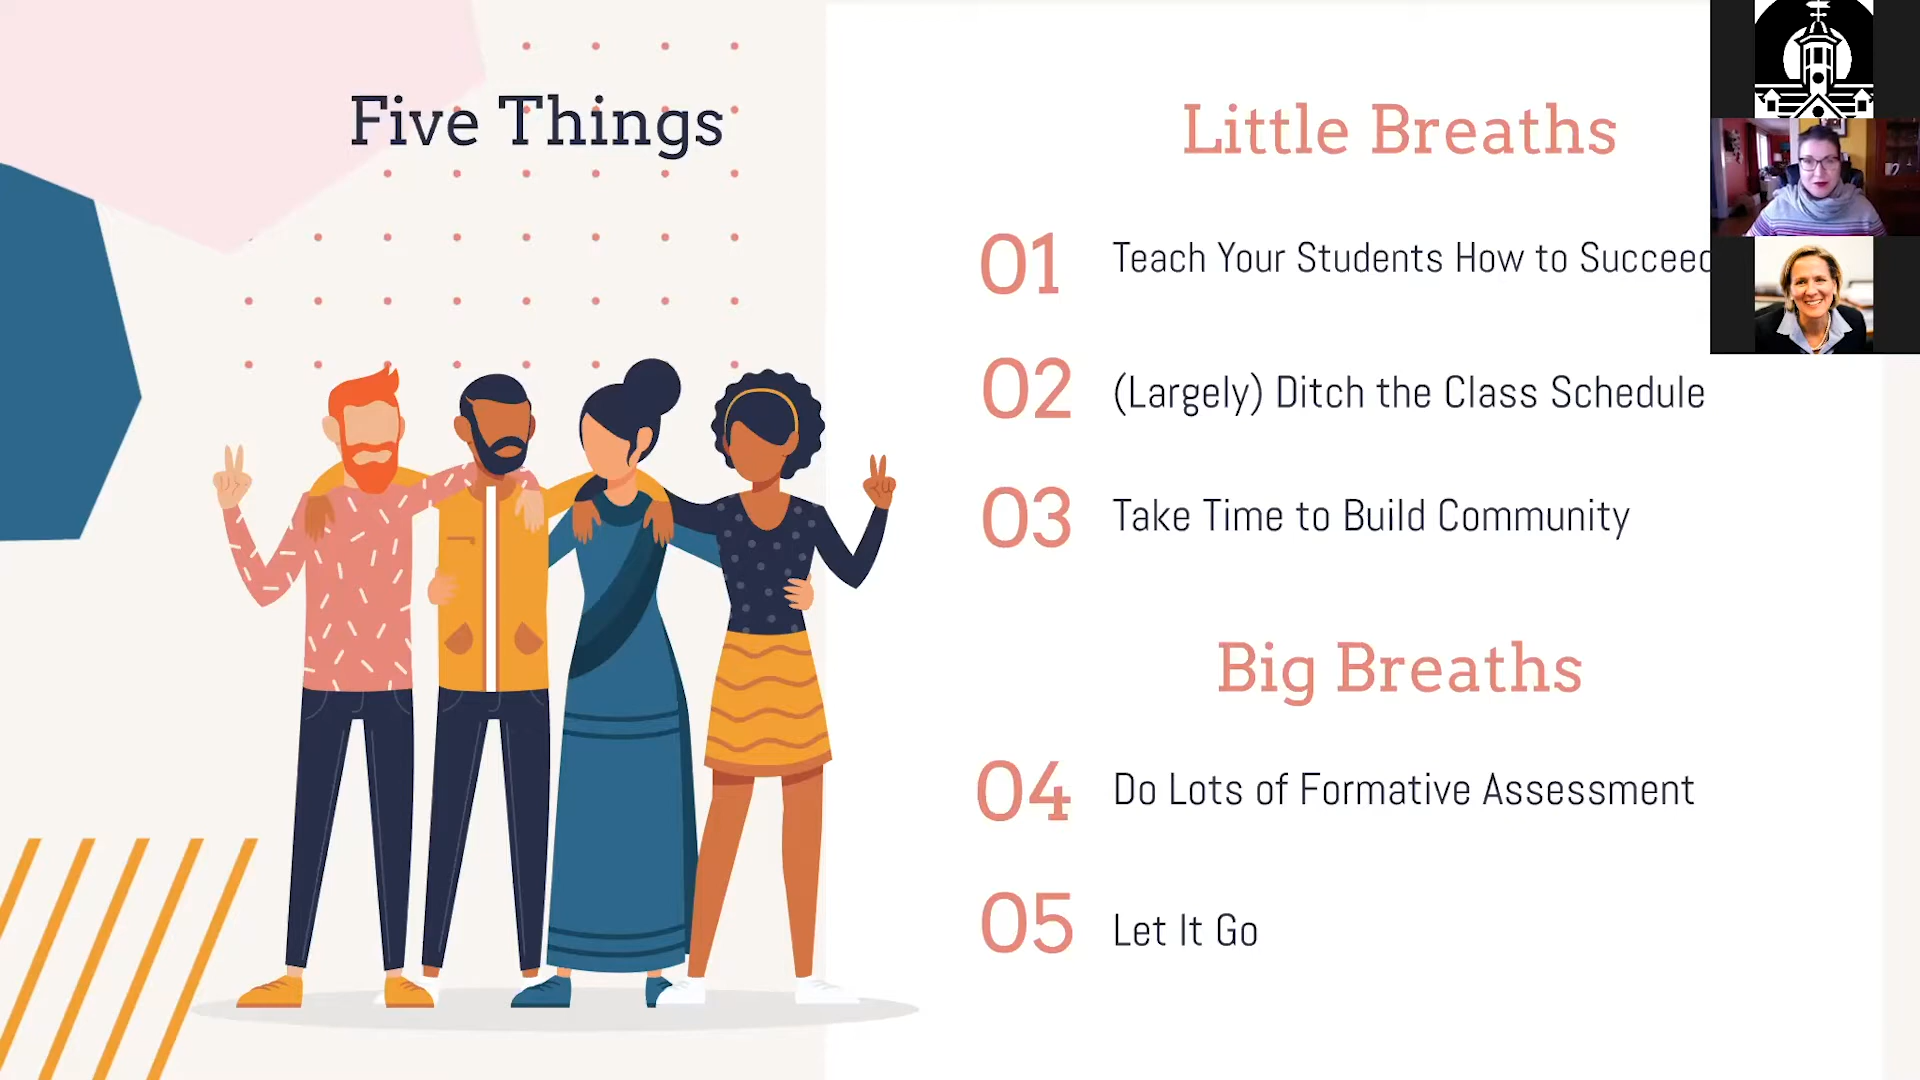 Five Things
Little Breaths
01 Teach Your Students How to Succeed
02 (Largely) Ditch the Class Schedule
03 Take Time to Build Community
Big Breaths
04 Do Lots of Formative Assessment
05 Let It Go